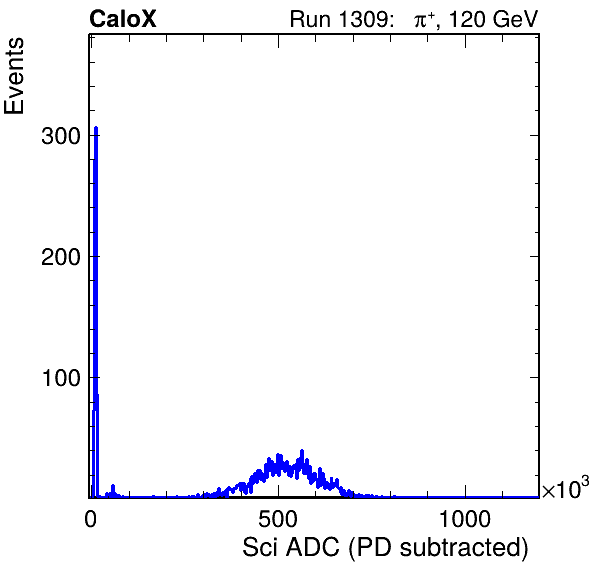 CaloX Run 1309: π⁺, 120 GeV
Events
300
200
100
0 500 1000 ×10³
Sci ADC (PD subtracted)